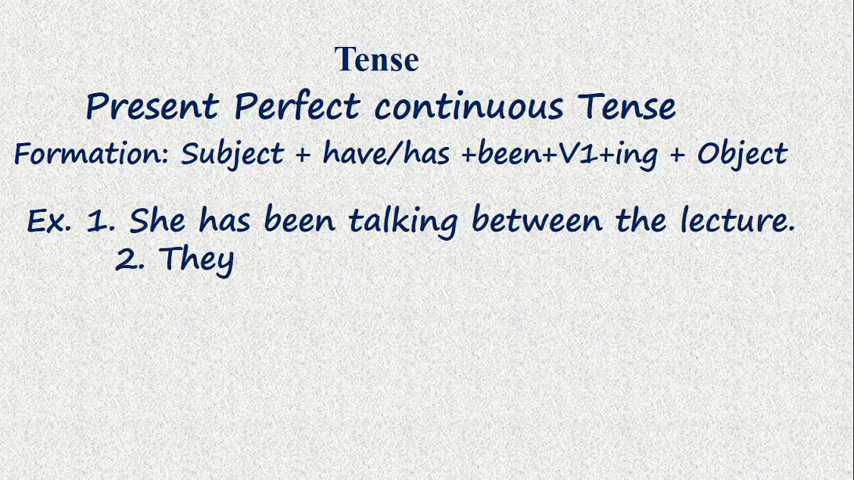 Tense
Present Perfect continuous Tense
Formation: Subject + have/has +been+V1+ing + Object
Ex. 1. She has been talking between the lecture.
2. They